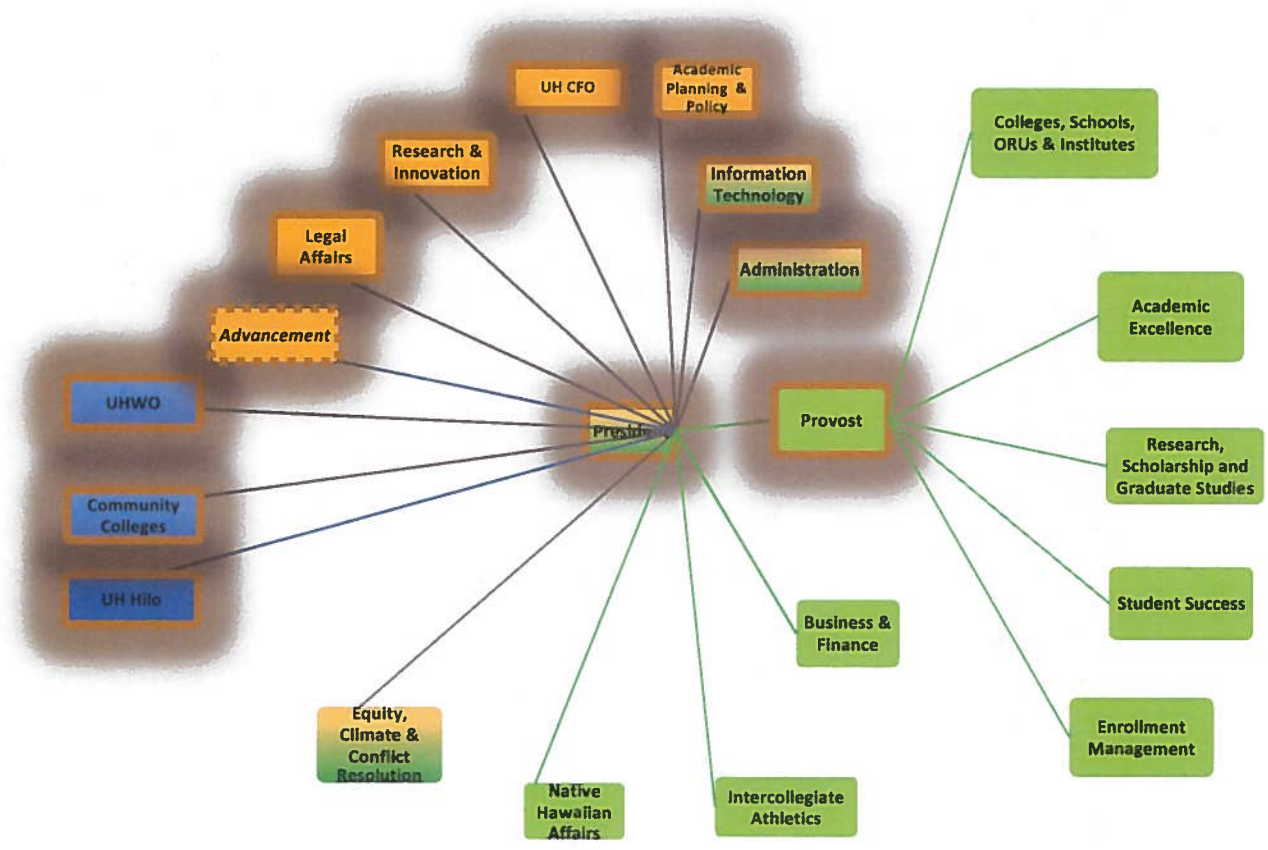 UH CFO
Academic
Planning &
Policy
Colleges, Schools,
ORUs & Institutes
Research &
Innovation
Information
Technology
Legal
Affairs
Administration
Advancement
Academic
Excellence
UHWO
Provost
Research,
Scholarship and
Graduate Studies
Community
Colleges
UH Hilo
Student Success
Business &
Finance
Equity,
Climate &
Conflict
Resolution
Enrollment
Management
Native
Hawaiian
Affairs
Intercollegiate
Athletics